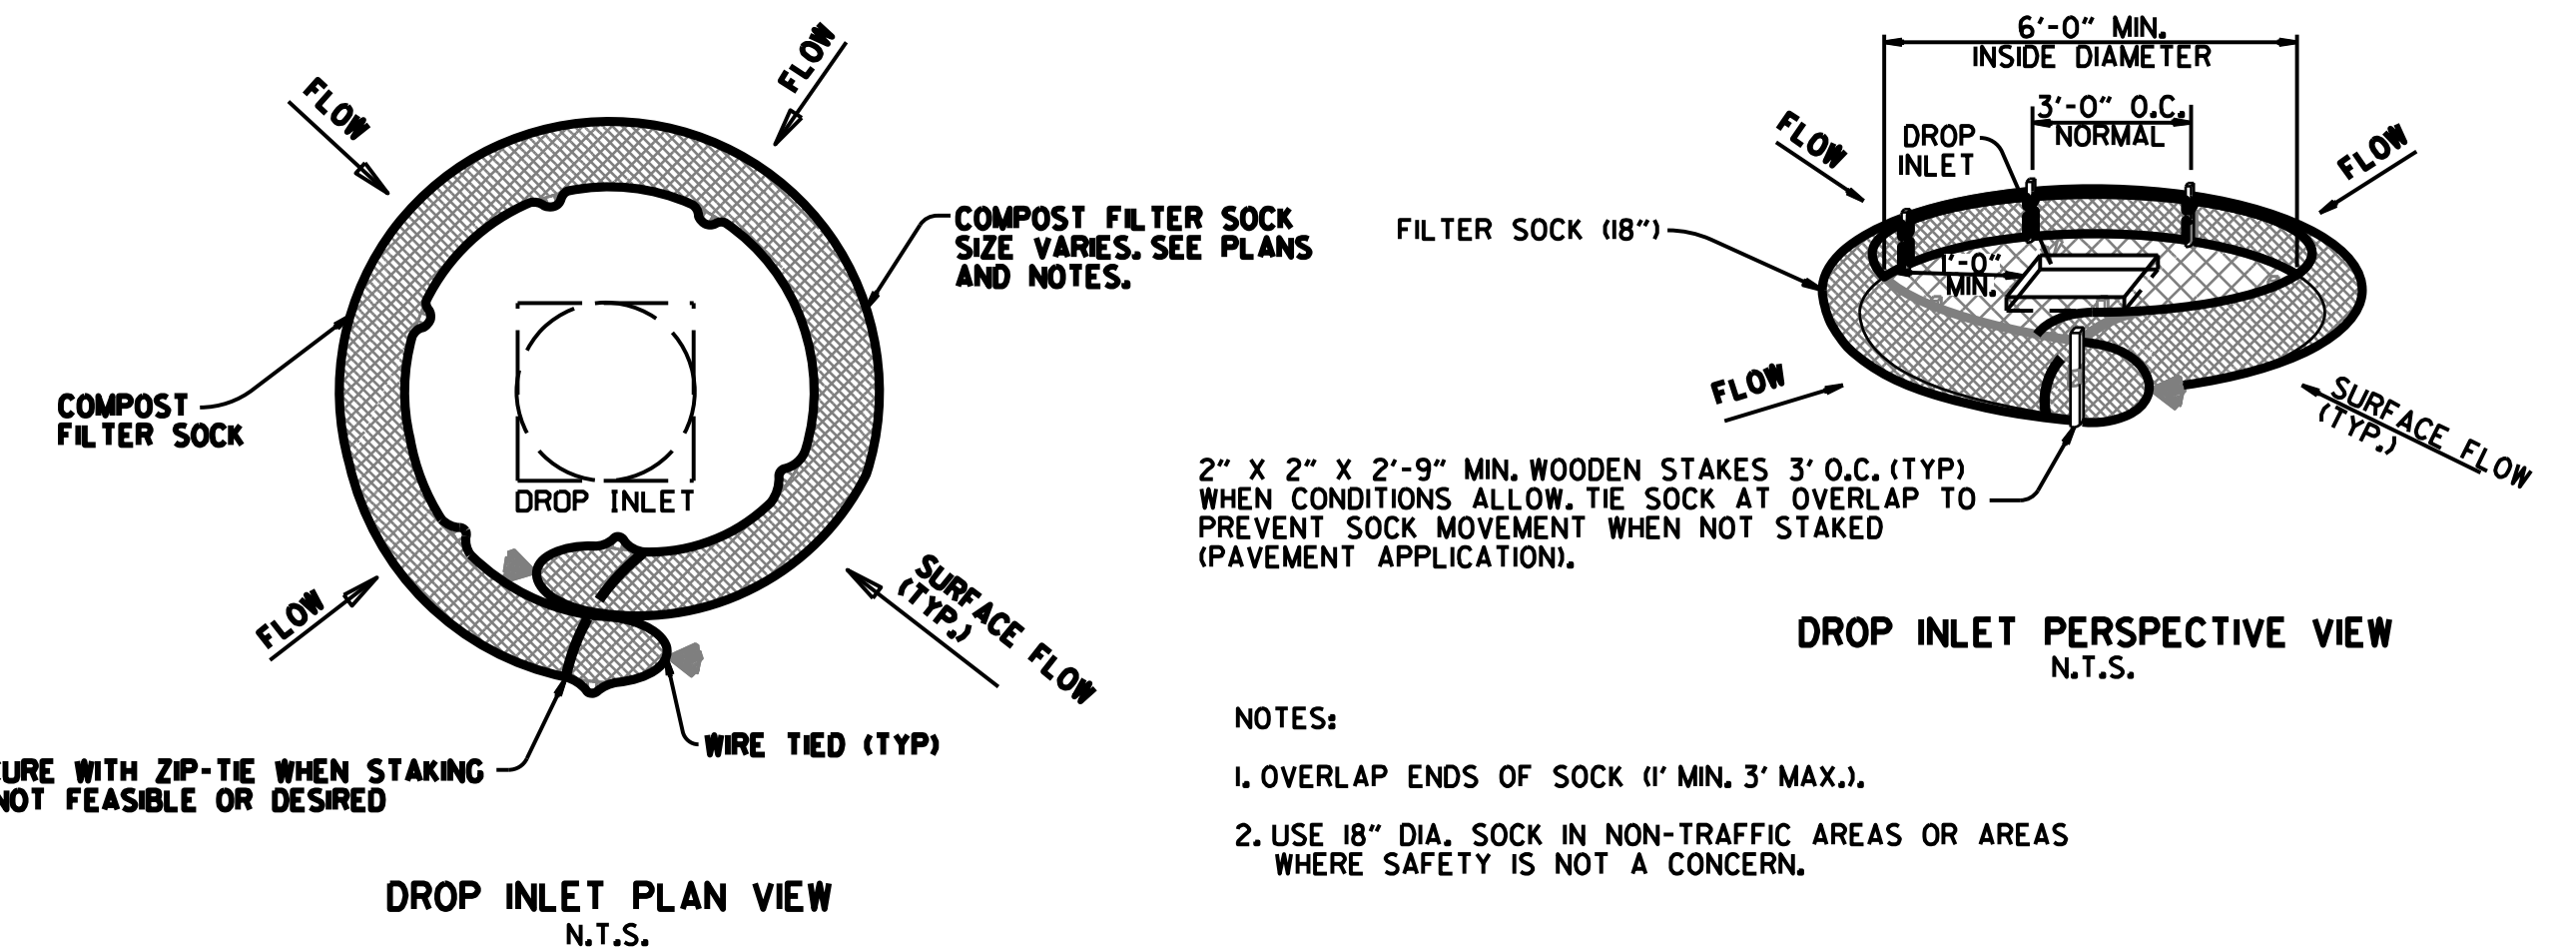 FLOW
FLOW
COMPOST FILTER SOCK
SIZE VARIES. SEE PLANS
AND NOTES.
COMPOST
FILTER SOCK
DROP INLET
FLOW
SURFACE FLOW
(TYP.)
WIRE TIED (TYP)
WITH ZIP-TIE WHEN STAKING
NOT FEASIBLE OR DESIRED
DROP INLET PLAN VIEW
N.T.S.
6'-0" MIN.
INSIDE DIAMETER
3'-0" O.C.
NORMAL
FLOW
DROP
INLET
FLOW
FILTER SOCK (18")
1'-0"
MIN.
FLOW
SURFACE FLOW
(TYP.)
2" X 2" X 2'-9" MIN. WOODEN STAKES 3' O.C. (TYP)
WHEN CONDITIONS ALLOW. TIE SOCK AT OVERLAP TO
PREVENT SOCK MOVEMENT WHEN NOT STAKED
(PAVEMENT APPLICATION).
DROP INLET PERSPECTIVE VIEW
N.T.S.
NOTES:
1. OVERLAP ENDS OF SOCK (1' MIN. 3' MAX.).
2. USE 18" DIA. SOCK IN NON-TRAFFIC AREAS OR AREAS
WHERE SAFETY IS NOT A CONCERN.